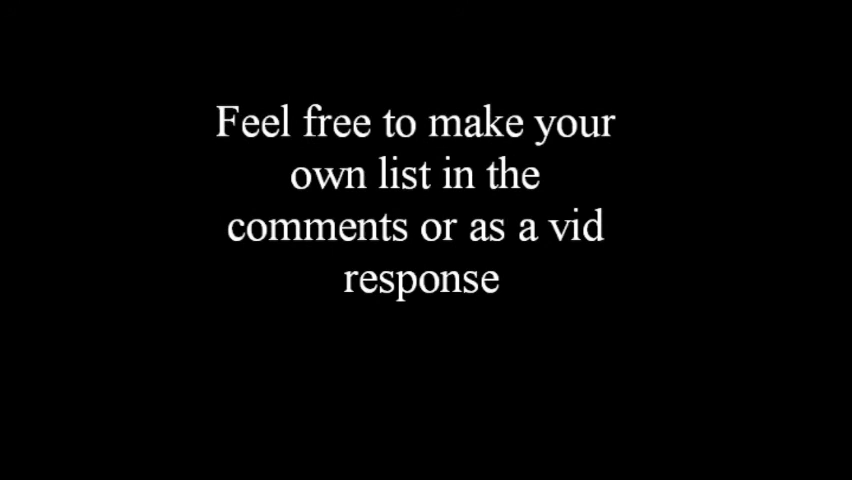 Feel free to make your
own list in the
comments or as a vid
response